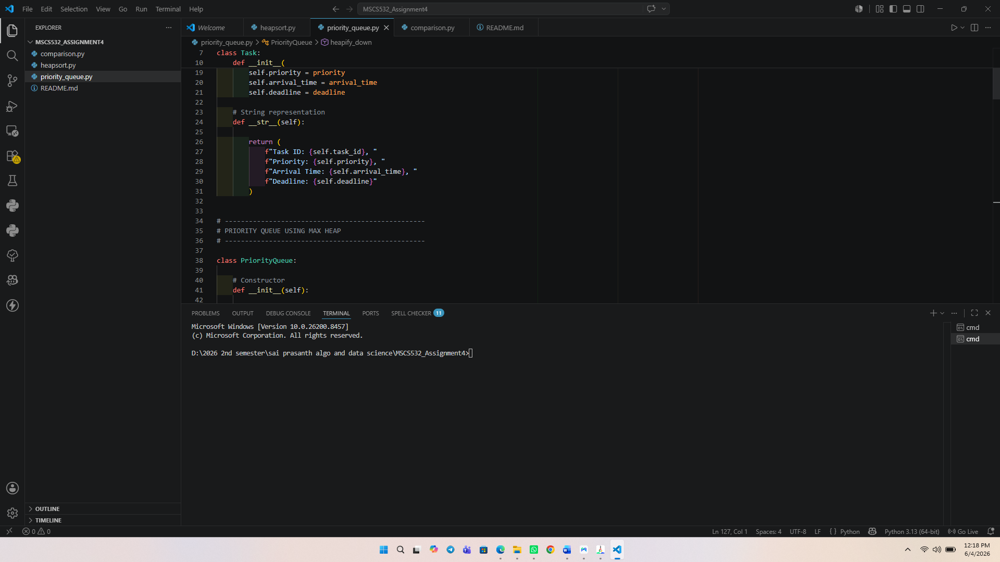 File Edit Selection View Go Run Terminal Help
MSCS532_Assignment4
EXPLORER
MSCS532_ASSIGNMENT4
comparison.py
heapsort.py
priority_queue.py
README.md
OUTLINE
TIMELINE
Welcome
heapsort.py
priority_queue.py
comparison.py
README.md
priority_queue.py > PriorityQueue > heapify_down
7 class Task:
10 def __init__(
19 self.priority = priority
20 self.arrival_time = arrival_time
21 self.deadline = deadline
22
23 # String representation
24 def __str__(self):
25
26 return (
27 f"Task ID: {self.task_id}, "
28 f"Priority: {self.priority}, "
29 f"Arrival Time: {self.arrival_time}, "
30 f"Deadline: {self.deadline}"
31 )
32
33
34 # --------------------------------------------------
35 # PRIORITY QUEUE USING MAX HEAP
36 # --------------------------------------------------
37
38 class PriorityQueue:
39
40 # Constructor
41 def __init__(self):
42
PROBLEMS OUTPUT DEBUG CONSOLE TERMINAL PORTS SPELL CHECKER 11
Microsoft Windows [Version 10.0.26200.8457]
(c) Microsoft Corporation. All rights reserved.
D:\2026 2nd semester\sai prasanth algo and data science\MSCS532_Assignment4>
cmd
cmd
0 0
Ln 127, Col 1 Spaces: 4 UTF-8 LF { } Python Python 3.13 (64-bit) Go Live
12:18 PM
6/4/2026